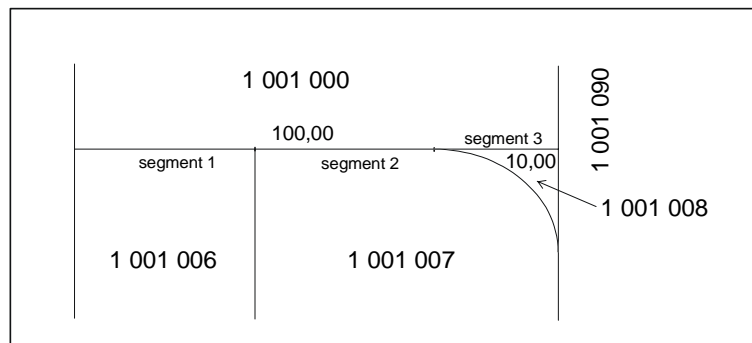 1 001 000
1 001 090
100,00
segment 3
segment 1
segment 2
10,00
1 001 008
1 001 006
1 001 007